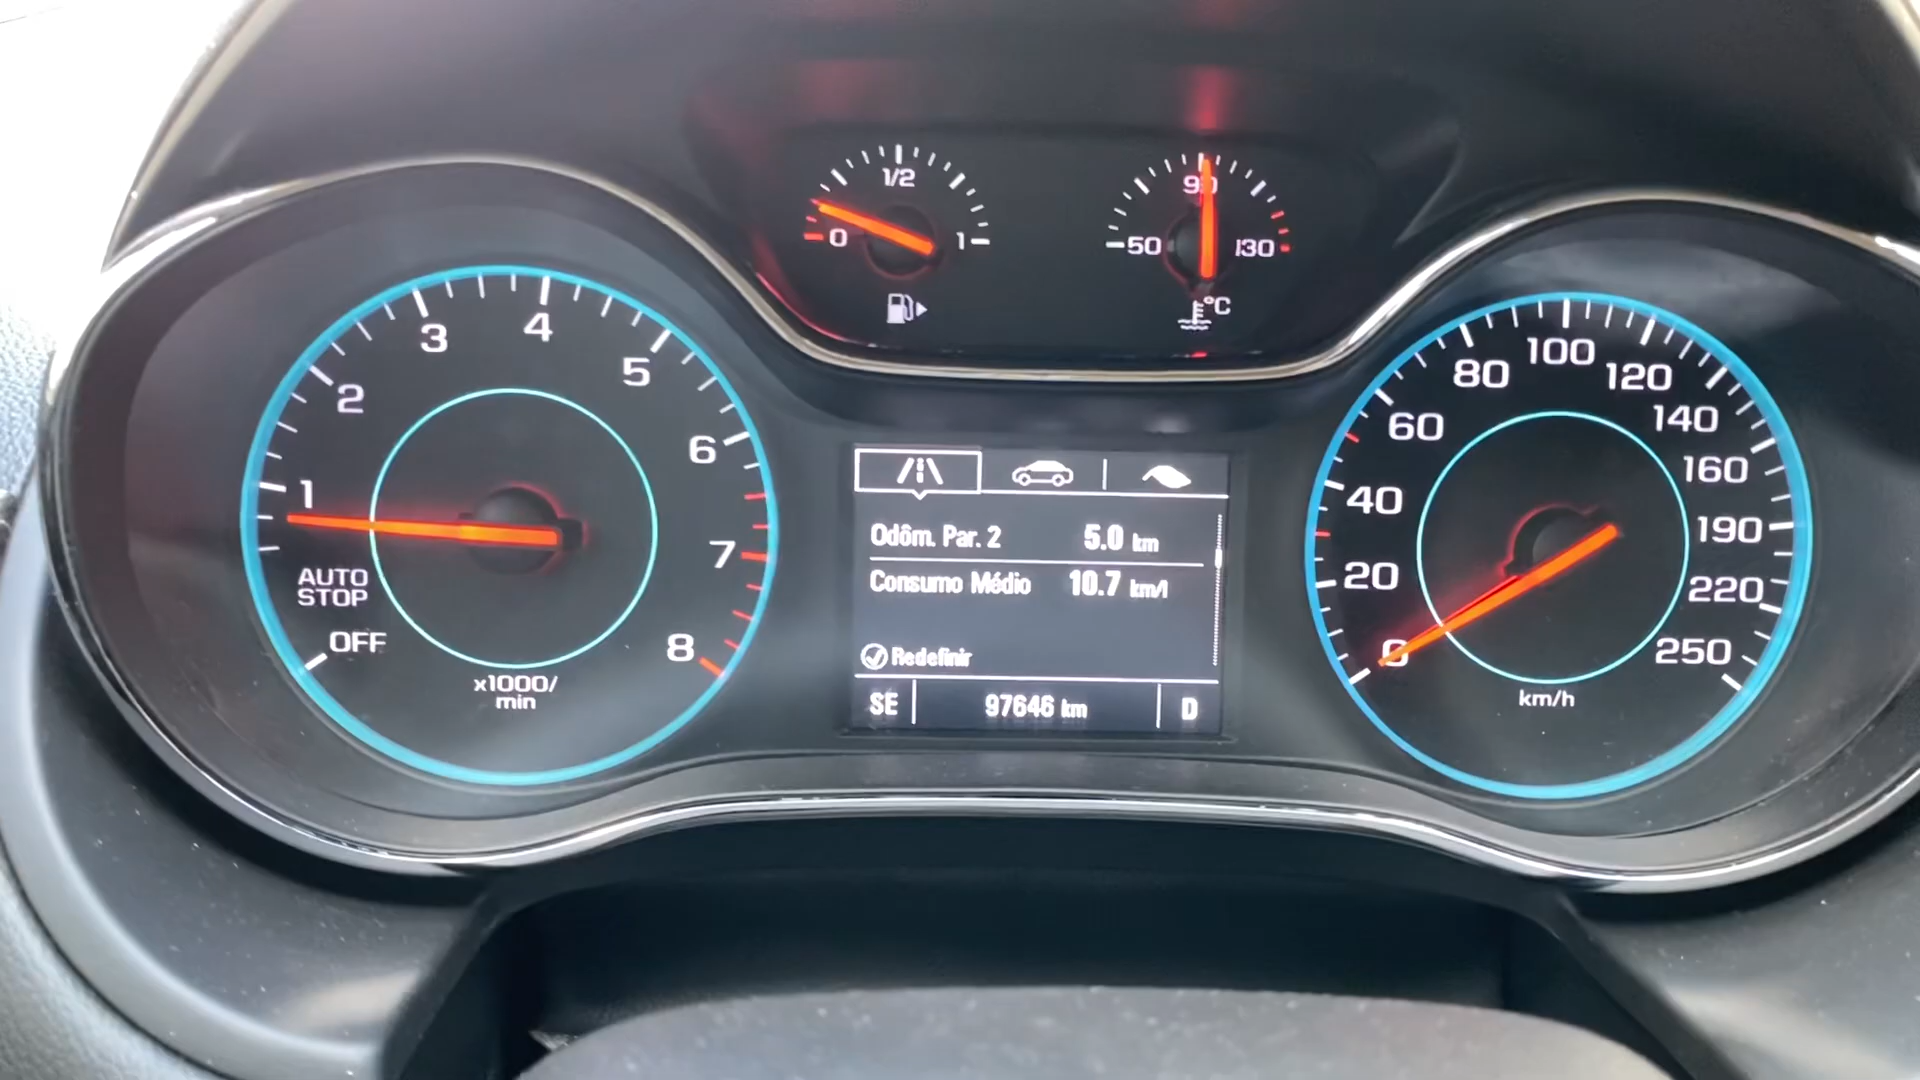 1/2
0
1
90
50
130
°C
1
2
3
4
5
6
7
8
AUTO
STOP
OFF
x1000/
min
Odôm. Par. 2 5.0 km
Consumo Médio 10.7 km/l
Redefinir
SE 97646 km D
0
20
40
60
80
100
120
140
160
190
220
250
km/h